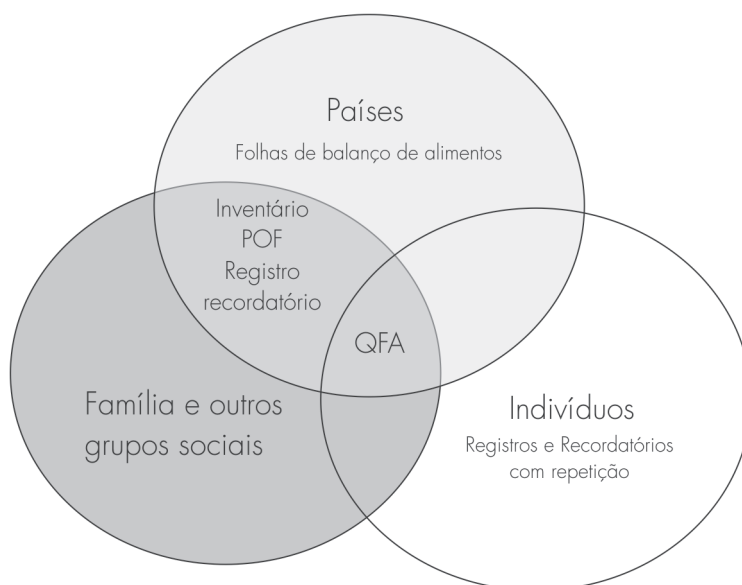 Países
Folhas de balanço de alimentos
Inventário
POF
Registro
recordatório
QFA
Família e outros
grupos sociais
Indivíduos
Registros e Recordatórios
com repetição